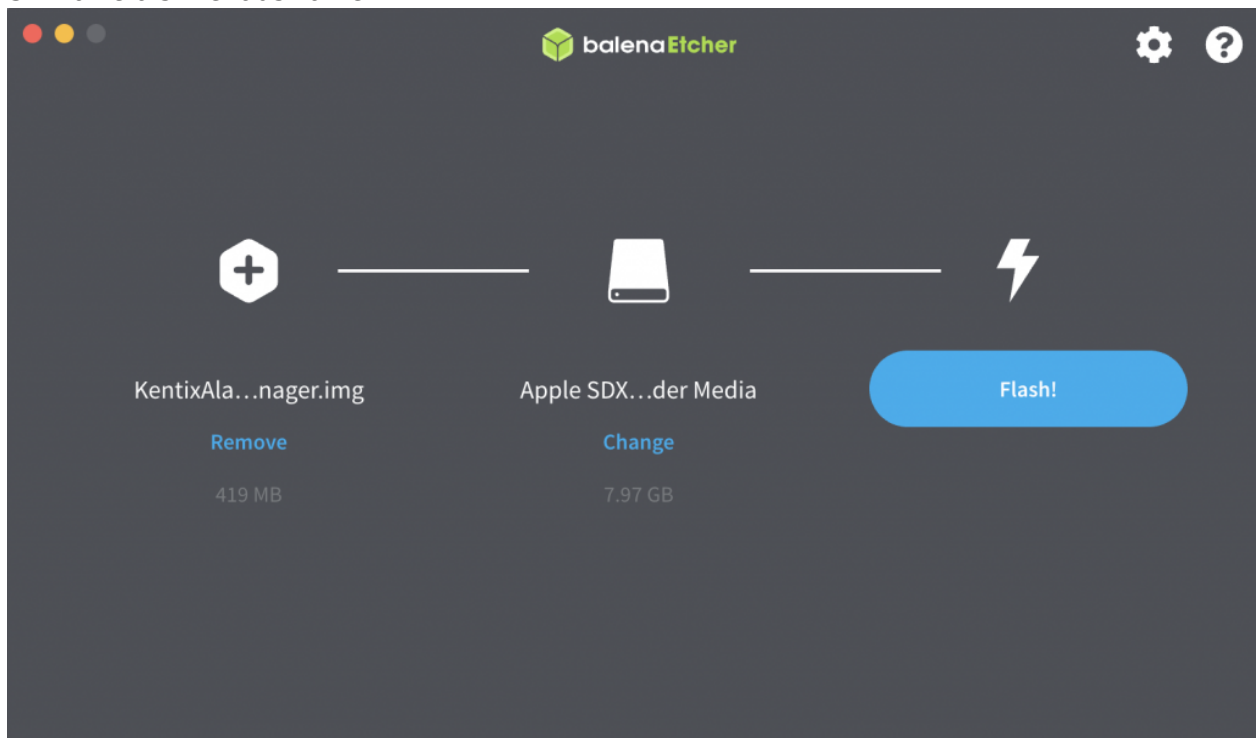 balenaEtcher
KentixAla...nager.img
Apple SDX...der Media
Flash!
Remove
Change
419 MB
7.97 GB